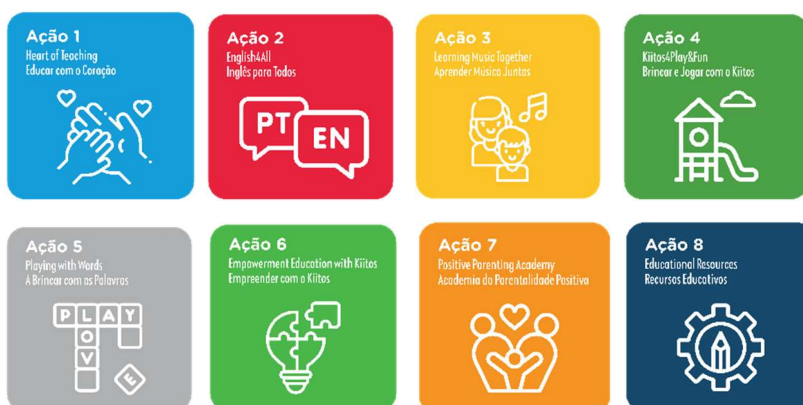 Ação 1
Heart of Teaching
Educar com o Coração
Ação 2
English4All
Inglês para Todos
Ação 3
Learning Music Together
Aprender Música Juntos
Ação 4
Kiitos4Play&Fun
Brincar e Jogar com o Kiitos
PT
EN
Ação 5
Playing with Words
A Brincar com as Palavras
Ação 6
Empowerment Education with Kiitos
Empreender com o Kiitos
Ação 7
Positive Parenting Academy
Academia da Parentalidade Positiva
Ação 8
Educational Resources
Recursos Educativos
PLAY
O
V
E